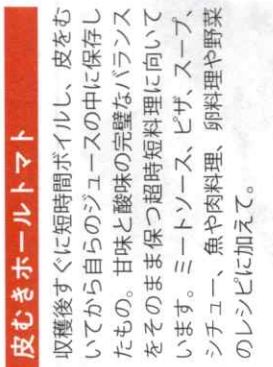 皮むきホールトマト
収穫後すぐに短時間ボイルし、皮をむ
いてから自らのジュースの中に保存し
たもの。甘味と酸味の完璧なバランス
をそのまま保つ超時短料理に向いて
います。ミートソース、ピザ、スープ、
シチュー、魚や肉料理、卵料理や野菜
のレシピに加えて。